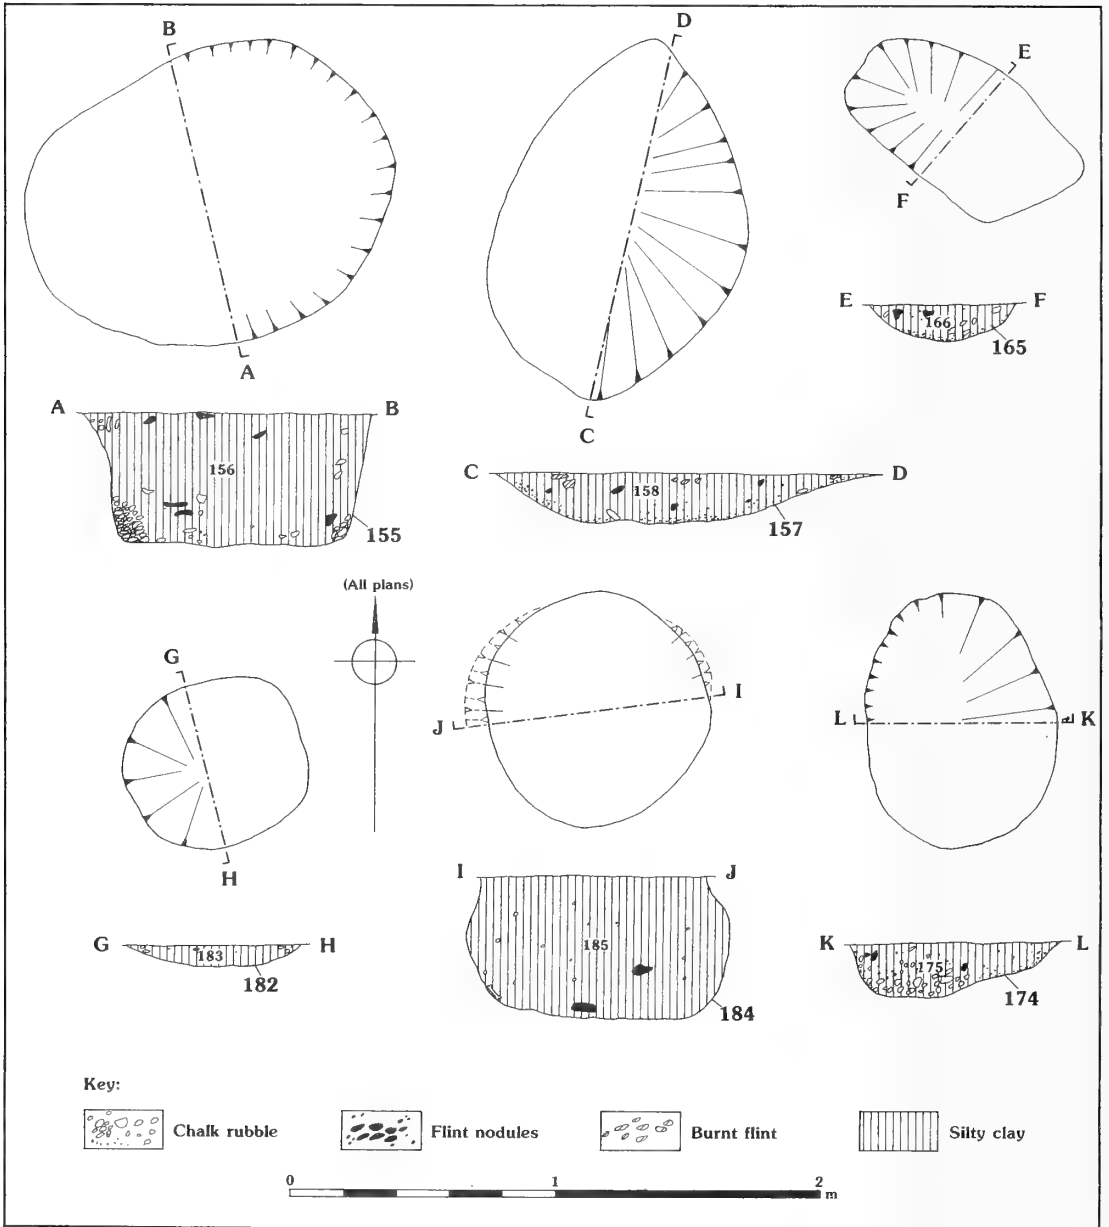 B
D
E
F
A
C
E F
166
165
A B
156
155
C D
158
157
(All plans)
G
H
I
J
L K
G H
183
182
I J
185
184
K L
175
174
Key:
Chalk rubble
Flint nodules
Burnt flint
Silty clay
0 1 2 m